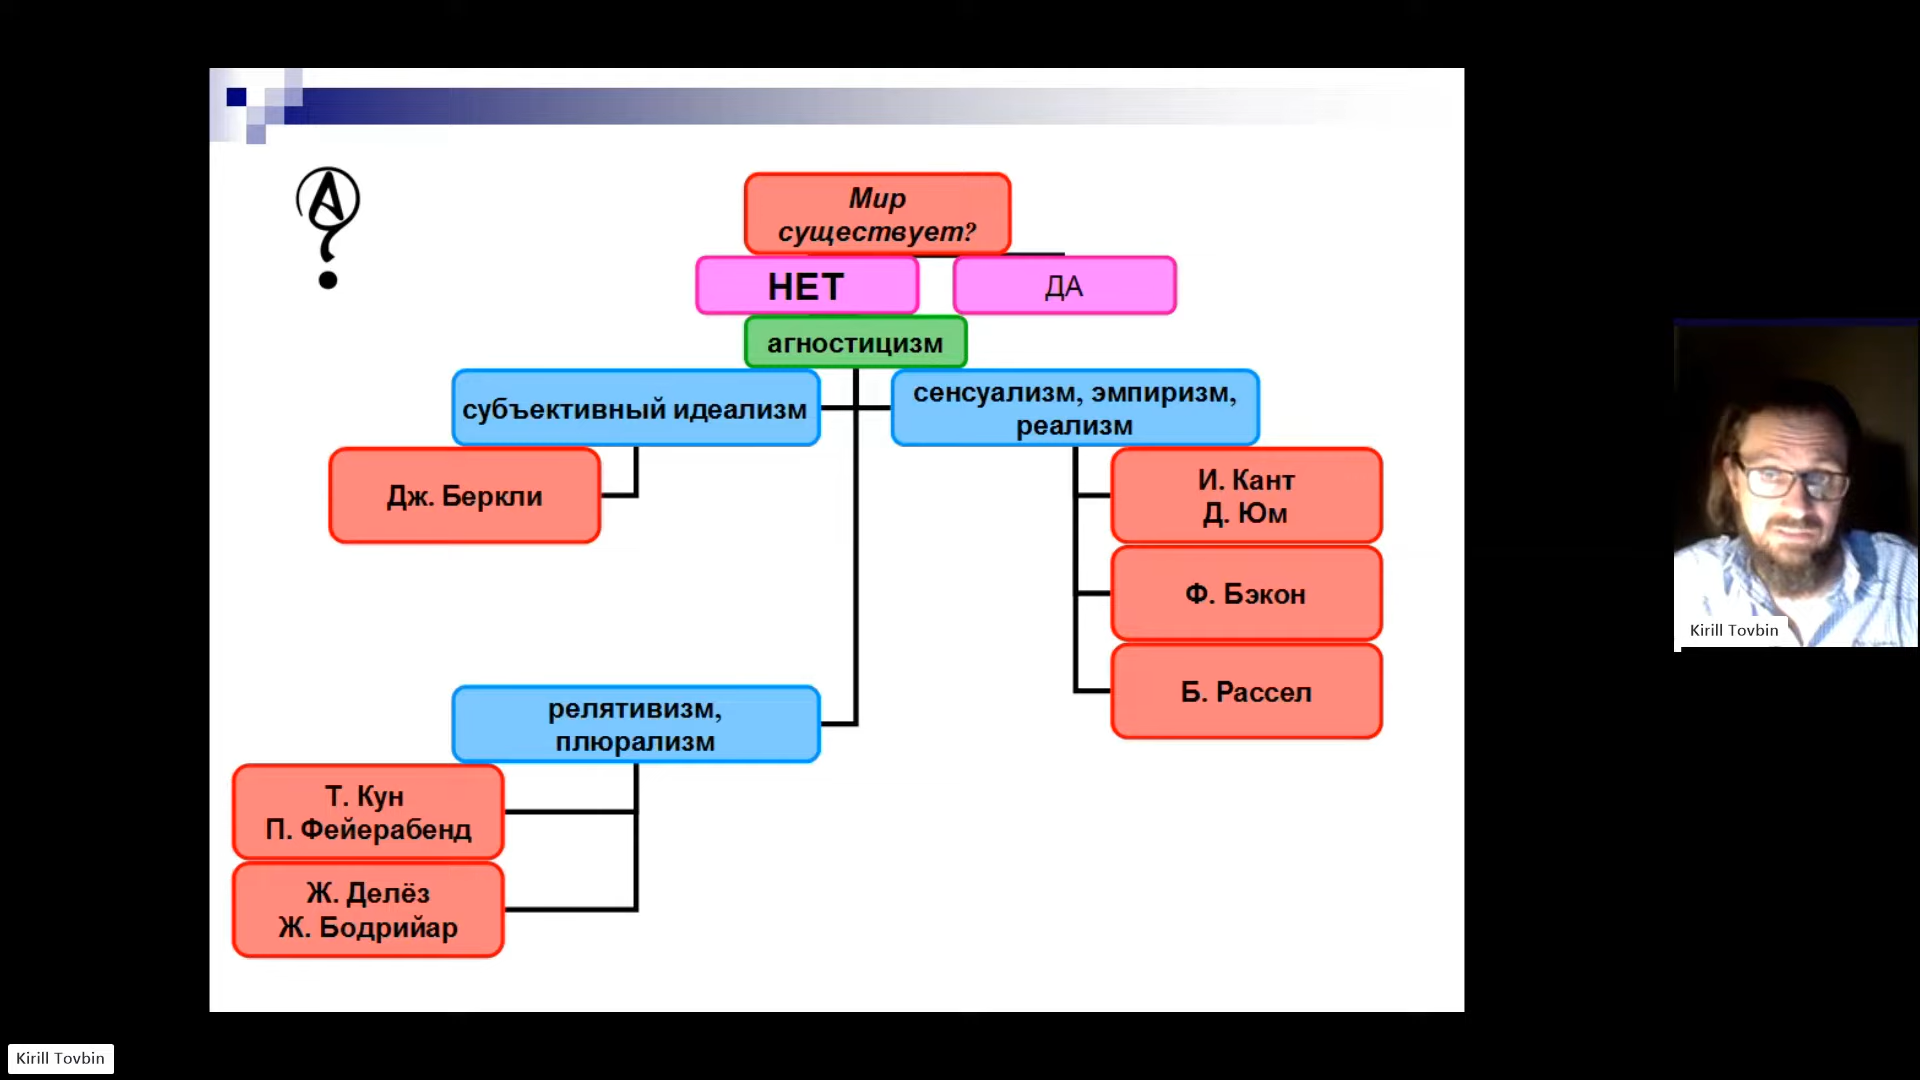 Мир
существует?
НЕТ
ДА
агностицизм
субъективный идеализм
сенсуализм, эмпиризм,
реализм
Дж. Беркли
И. Кант
Д. Юм
Ф. Бэкон
Б. Рассел
релятивизм,
плюрализм
Т. Кун
П. Фейерабенд
Ж. Делёз
Ж. Бодрийар
Kirill Tovbin
Kirill Tovbin